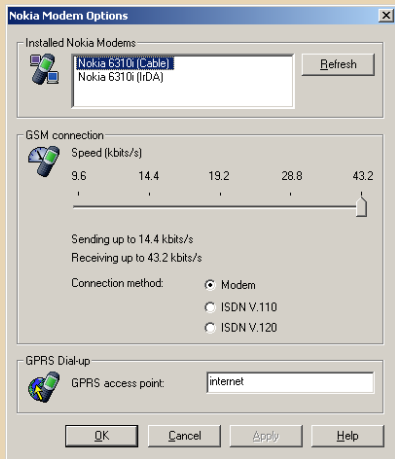 Nokia Modem Options
Installed Nokia Modems
Nokia 6310i (Cable)
Nokia 6310i (IrDA)
Refresh
GSM connection
Speed (kbits/s)
9.6 14.4 19.2 28.8 43.2
Sending up to 14.4 kbits/s
Receiving up to 43.2 kbits/s
Connection method:
Modem
ISDN V.110
ISDN V.120
GPRS Dial-up
GPRS access point:
internet
OK Cancel Apply Help